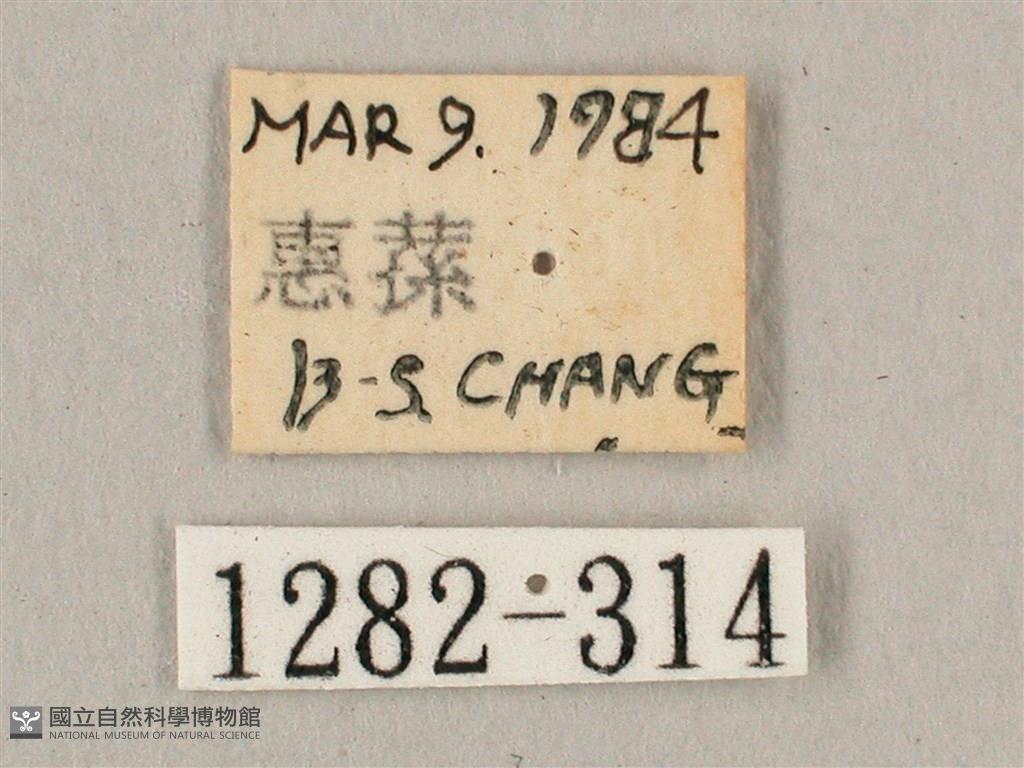 MAR 9. 1984
惠蓀
B-S CHANG
1282-314
國立自然科學博物館
NATIONAL MUSEUM OF NATURAL SCIENCE